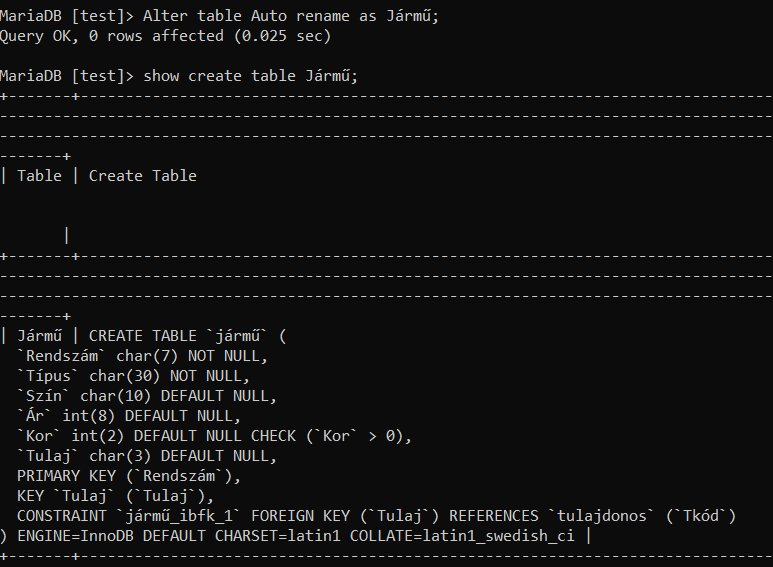 MariaDB [test]> Alter table Auto rename as Jármű;
Query OK, 0 rows affected (0.025 sec)
MariaDB [test]> show create table Jármű;
+-------+-----------------------------------------------------------------------------
--------------------------------------------------------------------------------------
--------------------------------------------------------------------------------------
-------+
| Table | Create Table
       |
+-------+-----------------------------------------------------------------------------
--------------------------------------------------------------------------------------
--------------------------------------------------------------------------------------
-------+
| Jármű | CREATE TABLE `jármű` (
  `Rendszám` char(7) NOT NULL,
  `Típus` char(30) NOT NULL,
  `Szín` char(10) DEFAULT NULL,
  `Ár` int(8) DEFAULT NULL,
  `Kor` int(2) DEFAULT NULL CHECK (`Kor` > 0),
  `Tulaj` char(3) DEFAULT NULL,
  PRIMARY KEY (`Rendszám`),
  KEY `Tulaj` (`Tulaj`),
  CONSTRAINT `jármű_ibfk_1` FOREIGN KEY (`Tulaj`) REFERENCES `tulajdonos` (`Tkód`)
) ENGINE=InnoDB DEFAULT CHARSET=latin1 COLLATE=latin1_swedish_ci |
+-------+-----------------------------------------------------------------------------